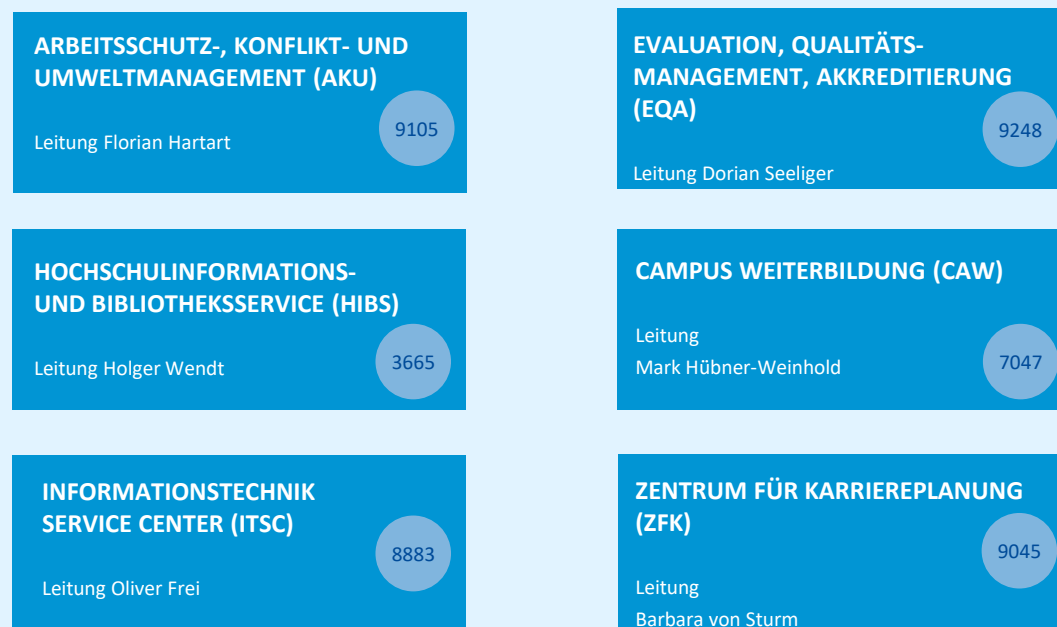 ARBEITSSCHUTZ-, KONFLIKT- UND
UMWELTMANAGEMENT (AKU)
9105
Leitung Florian Hartart
EVALUATION, QUALITÄTS-
MANAGEMENT, AKKREDITIERUNG
(EQA)
9248
Leitung Dorian Seeliger
HOCHSCHULINFORMATIONS-
UND BIBLIOTHEKSSERVICE (HIBS)
3665
Leitung Holger Wendt
CAMPUS WEITERBILDUNG (CAW)
Leitung
Mark Hübner-Weinhold
7047
INFORMATIONSTECHNIK
SERVICE CENTER (ITSC)
8883
Leitung Oliver Frei
ZENTRUM FÜR KARRIEREPLANUNG
(ZFK)
9045
Leitung
Barbara von Sturm